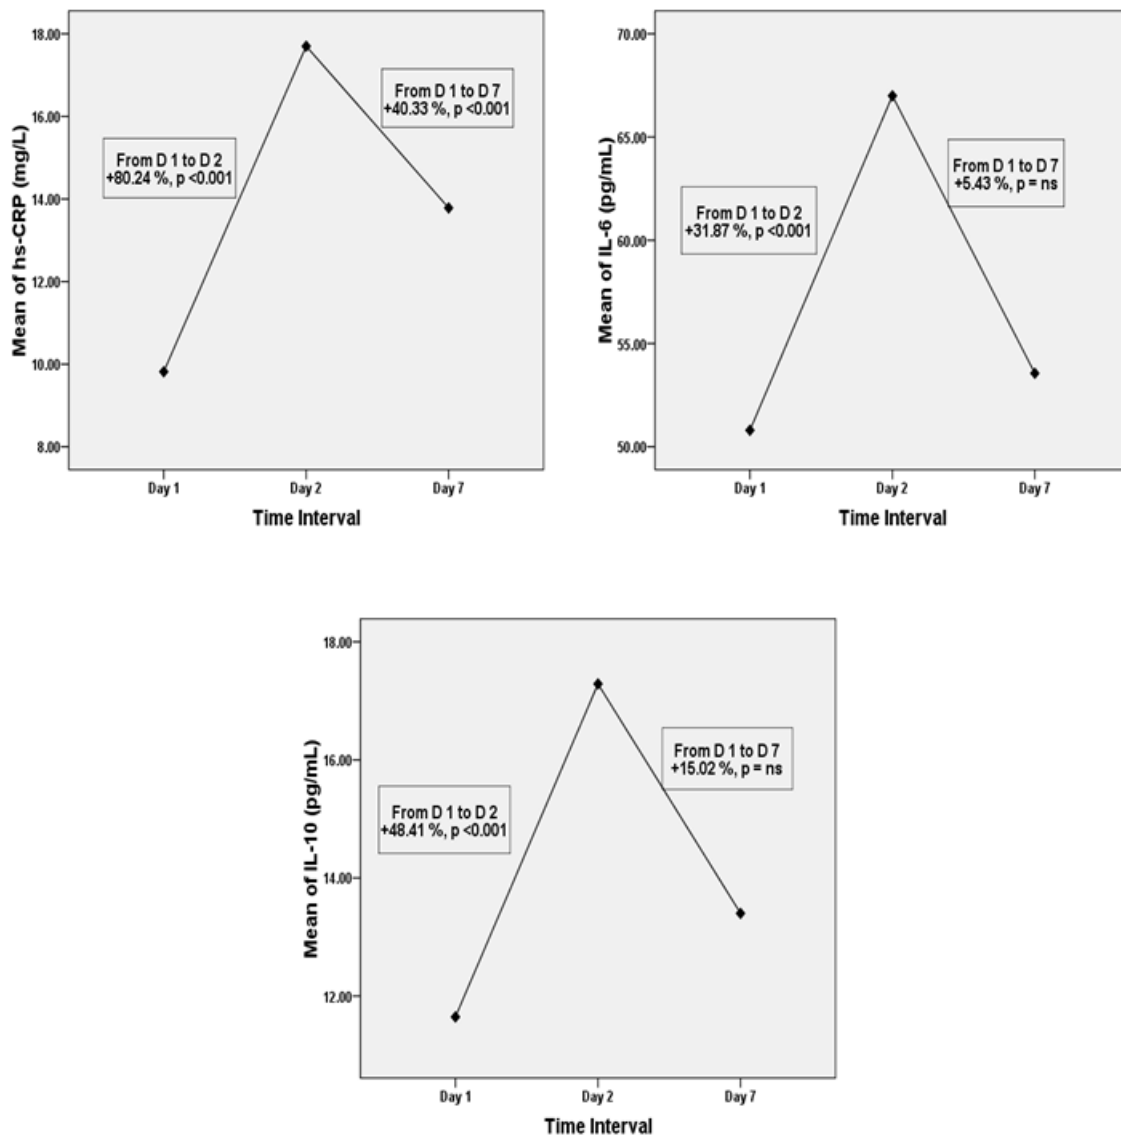 Mean of hs-CRP (mg/L)
18.00
16.00
14.00
12.00
10.00
8.00
From D 1 to D 2
+80.24 %, p <0.001
From D 1 to D 7
+40.33 %, p <0.001
Day 1
Day 2
Day 7
Time Interval
Mean of IL-6 (pg/mL)
70.00
65.00
60.00
55.00
50.00
From D 1 to D 2
+31.87 %, p <0.001
From D 1 to D 7
+5.43 %, p = ns
Day 1
Day 2
Day 7
Time Interval
Mean of IL-10 (pg/mL)
18.00
16.00
14.00
12.00
From D 1 to D 2
+48.41 %, p <0.001
From D 1 to D 7
+15.02 %, p = ns
Day 1
Day 2
Day 7
Time Interval